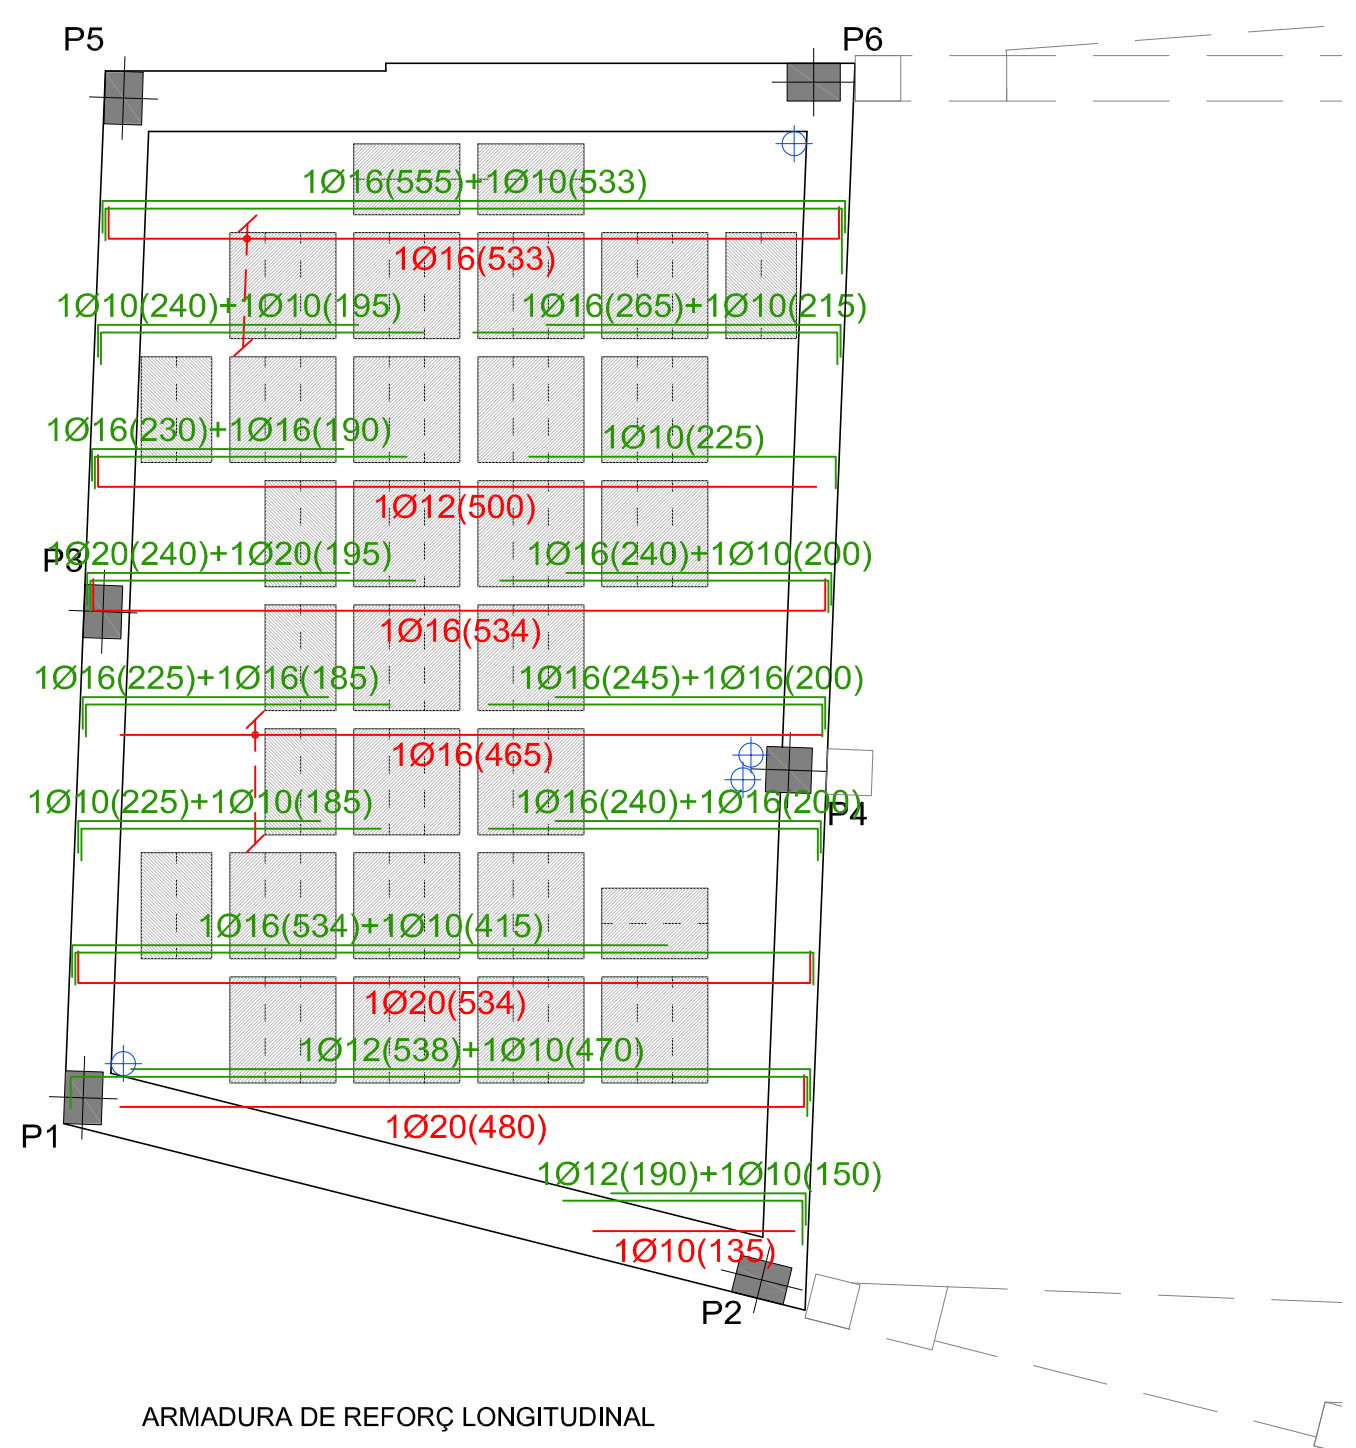 P5
P6
1Ø16(555)+1Ø10(533)
1Ø16(533)
1Ø10(240)+1Ø10(195)
1Ø16(265)+1Ø10(215)
1Ø16(230)+1Ø16(190)
1Ø10(225)
1Ø12(500)
P3
1Ø20(240)+1Ø20(195)
1Ø16(240)+1Ø10(200)
1Ø16(534)
1Ø16(225)+1Ø16(185)
1Ø16(245)+1Ø16(200)
1Ø16(465)
1Ø10(225)+1Ø10(185)
1Ø16(240)+1Ø16(200)
P4
1Ø16(534)+1Ø10(415)
1Ø20(534)
1Ø12(538)+1Ø10(470)
P1
1Ø20(480)
1Ø12(190)+1Ø10(150)
1Ø10(135)
P2
ARMADURA DE REFORÇ LONGITUDINAL